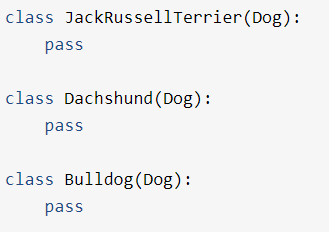 class JackRussellTerrier(Dog):
    pass
class Dachshund(Dog):
    pass
class Bulldog(Dog):
    pass